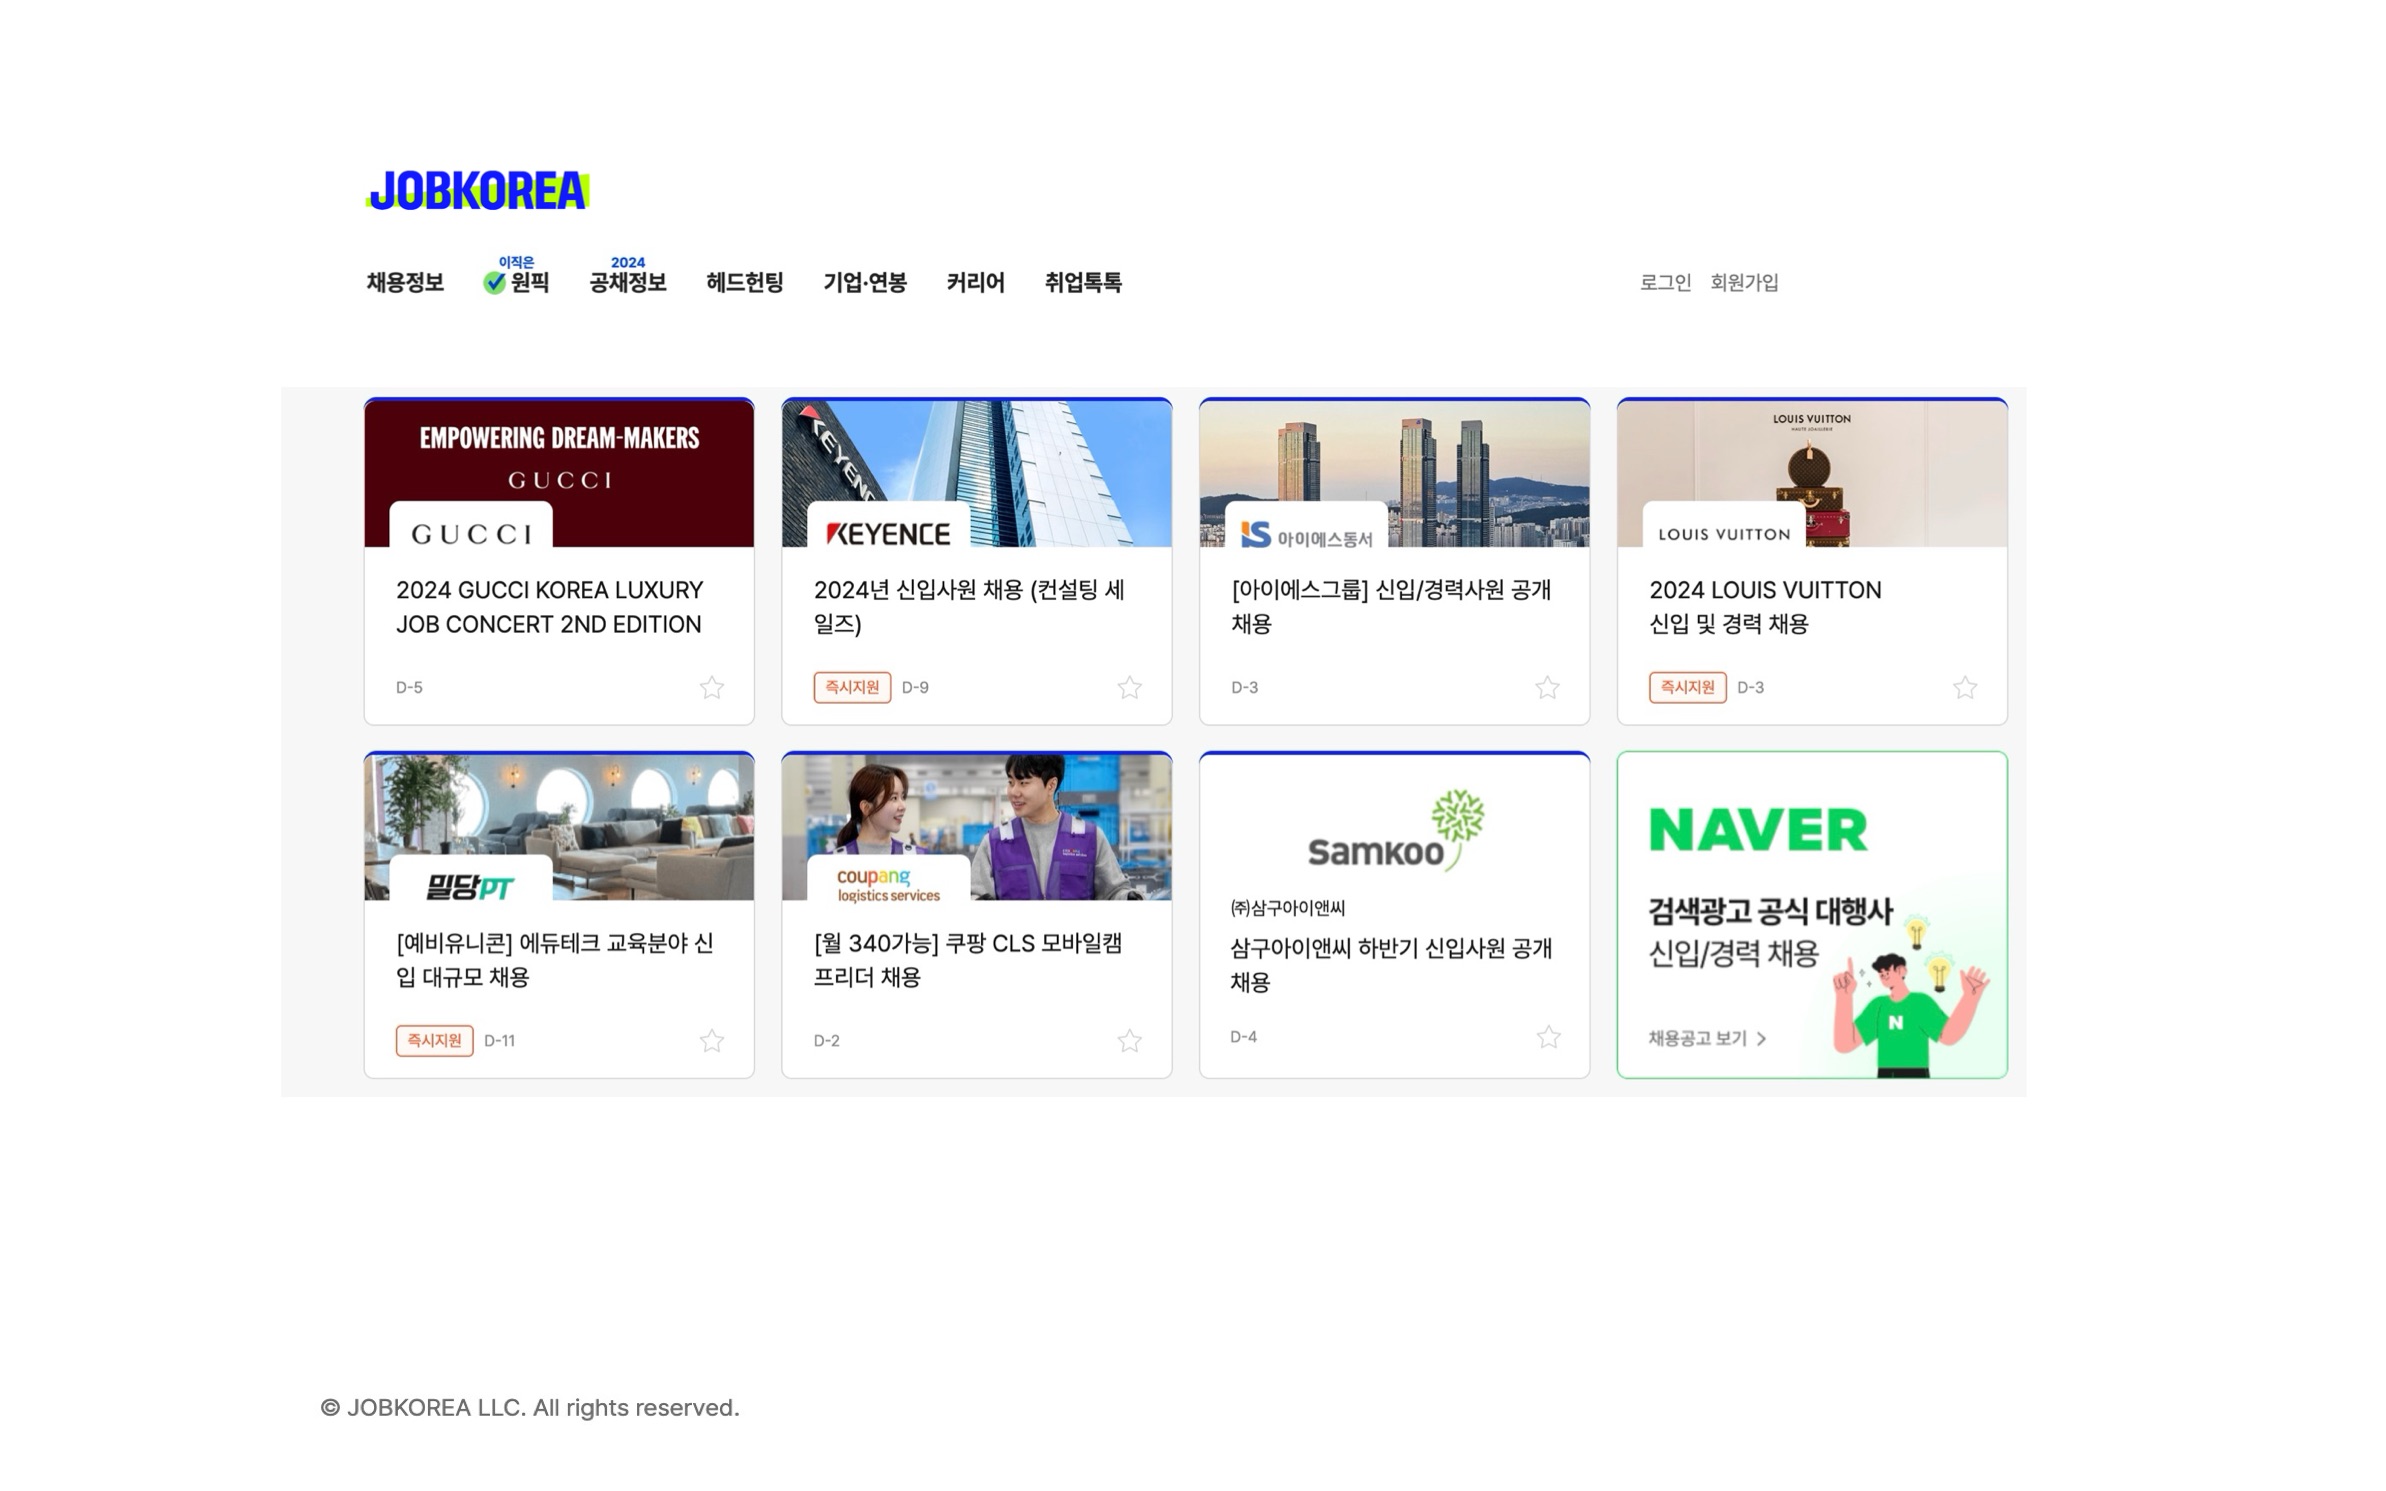 JOBKOREA
채용정보
이직은
원픽
2024
공채정보
헤드헌팅
기업·연봉
커리어
취업톡톡
로그인
회원가입
EMPOWERING DREAM-MAKERS
GUCCI
GUCCI
2024 GUCCI KOREA LUXURY
JOB CONCERT 2ND EDITION
D-5
KEYENCE
KEYENCE
2024년 신입사원 채용 (컨설팅 세
일즈)
즉시지원 D-9
IS 아이에스동서
[아이에스그룹] 신입/경력사원 공개
채용
D-3
LOUIS VUITTON
HAUTE JOAILLERIE
LOUIS VUITTON
2024 LOUIS VUITTON
신입 및 경력 채용
즉시지원 D-3
밀당PT
[예비유니콘] 에듀테크 교육분야 신
입 대규모 채용
즉시지원 D-11
coupang
logistics services
[월 340가능] 쿠팡 CLS 모바일캠
프리더 채용
D-2
Samkoo
㈜삼구아이앤씨
삼구아이앤씨 하반기 신입사원 공개
채용
D-4
NAVER
검색광고 공식 대행사
신입/경력 채용
N
채용공고 보기 >
© JOBKOREA LLC. All rights reserved.